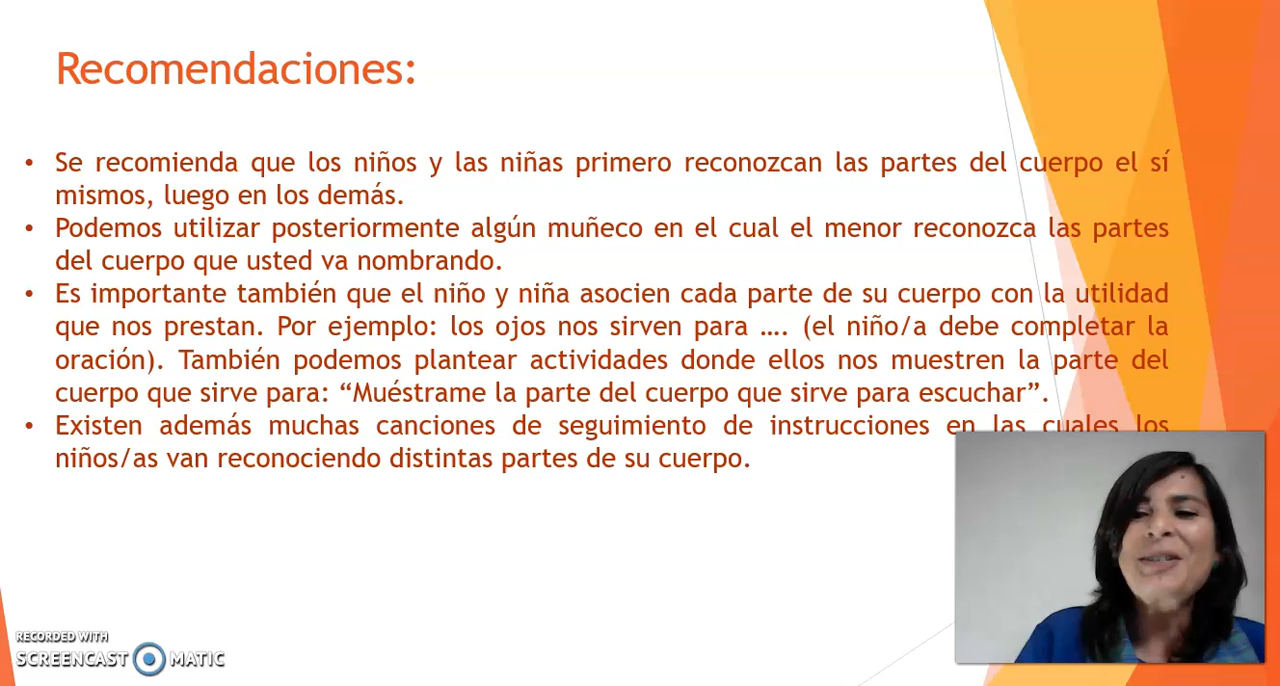 Recomendaciones:
• Se recomienda que los niños y las niñas primero reconozcan las partes del cuerpo el sí
mismos, luego en los demás.
• Podemos utilizar posteriormente algún muñeco en el cual el menor reconozca las partes
del cuerpo que usted va nombrando.
• Es importante también que el niño y niña asocien cada parte de su cuerpo con la utilidad
que nos prestan. Por ejemplo: los ojos nos sirven para …. (el niño/a debe completar la
oración). También podemos plantear actividades donde ellos nos muestren la parte del
cuerpo que sirve para: “Muéstrame la parte del cuerpo que sirve para escuchar”.
• Existen además muchas canciones de seguimiento de instrucciones en las cuales los
niños/as van reconociendo distintas partes de su cuerpo.
RECORDED WITH
SCREENCAST MATIC